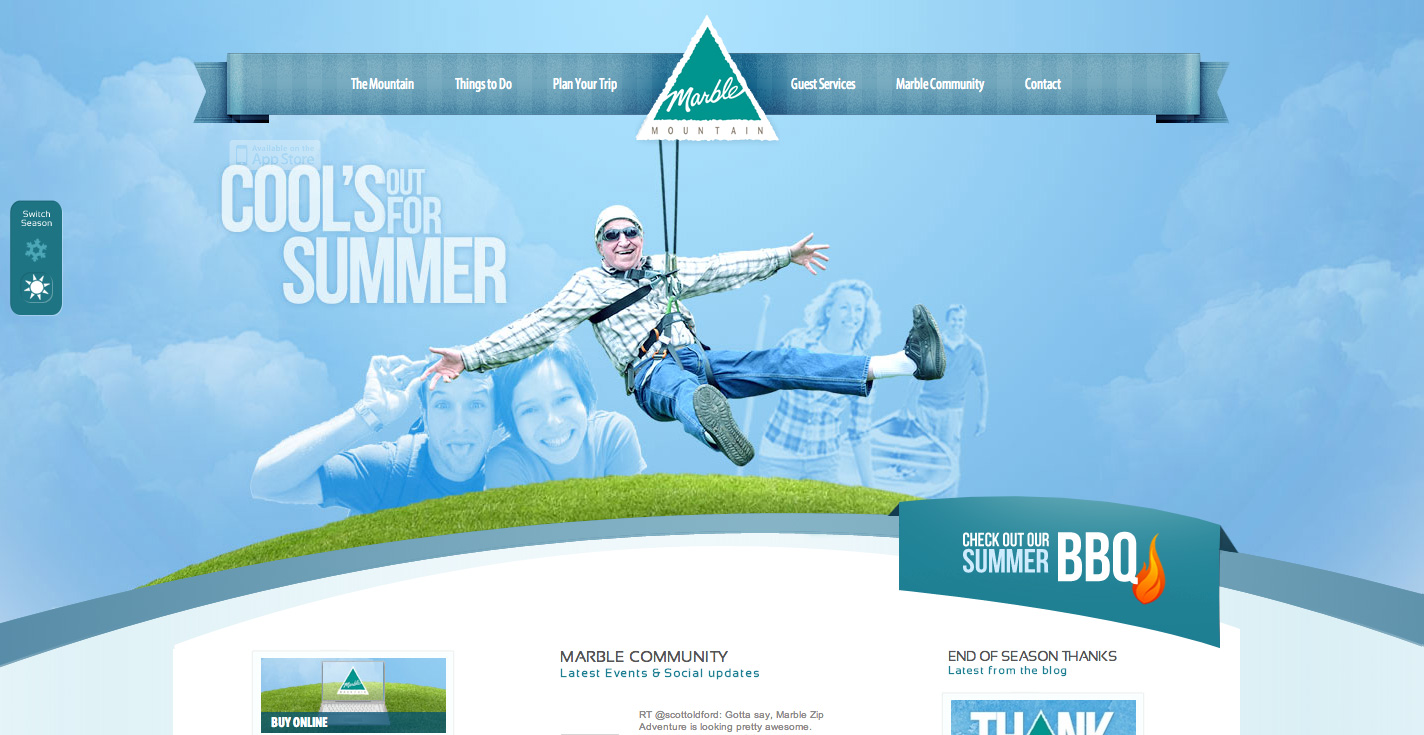 The Mountain
Things to Do
Plan Your Trip
Marble
MOUNTAIN
Guest Services
Marble Community
Contact
Available on the
App Store
COOL'S OUT
FOR
SUMMER
Switch
Season
CHECK OUT OUR
SUMMER BBQ
Marble
BUY ONLINE
MARBLE COMMUNITY
Latest Events & Social updates
RT @scottoldford: Gotta say, Marble Zip
Adventure is looking pretty awesome.
END OF SEASON THANKS
Latest from the blog
THANK